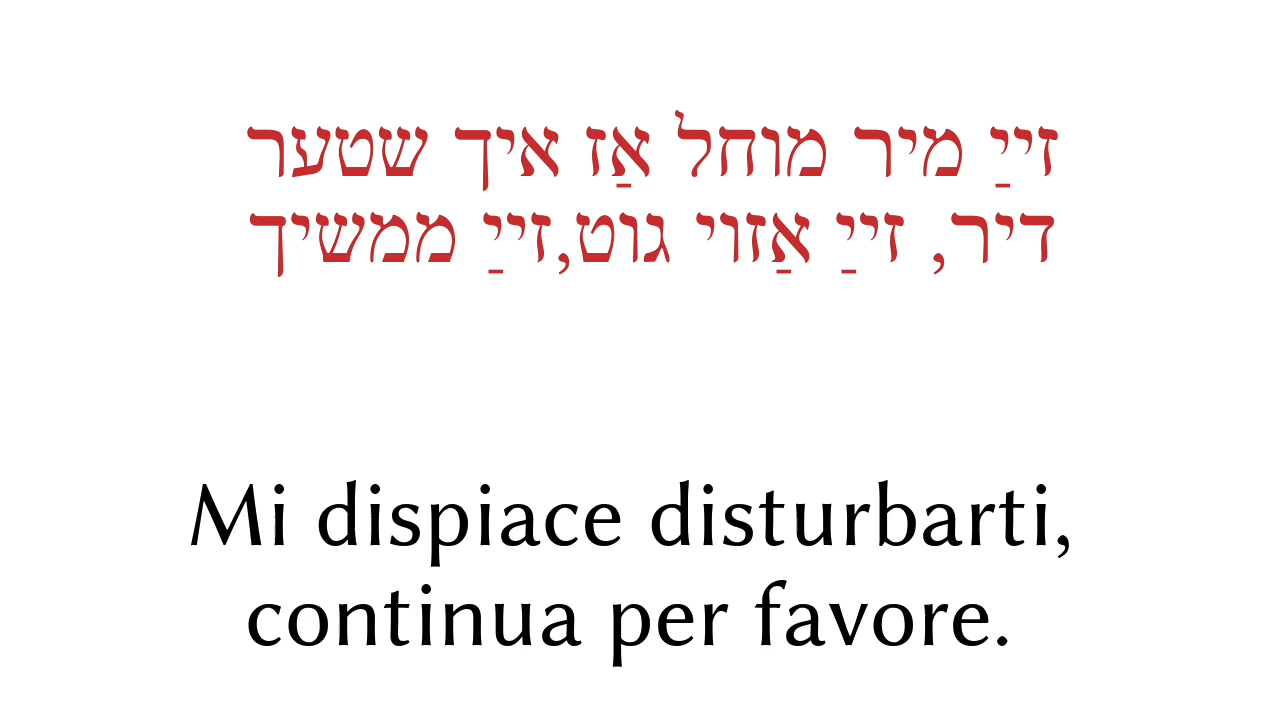 זייַ מיר מוחל אַז איך שטער
דיר, זייַ אַזוי גוט,זייַ ממשיך
Mi dispiace disturbarti,
continua per favore.